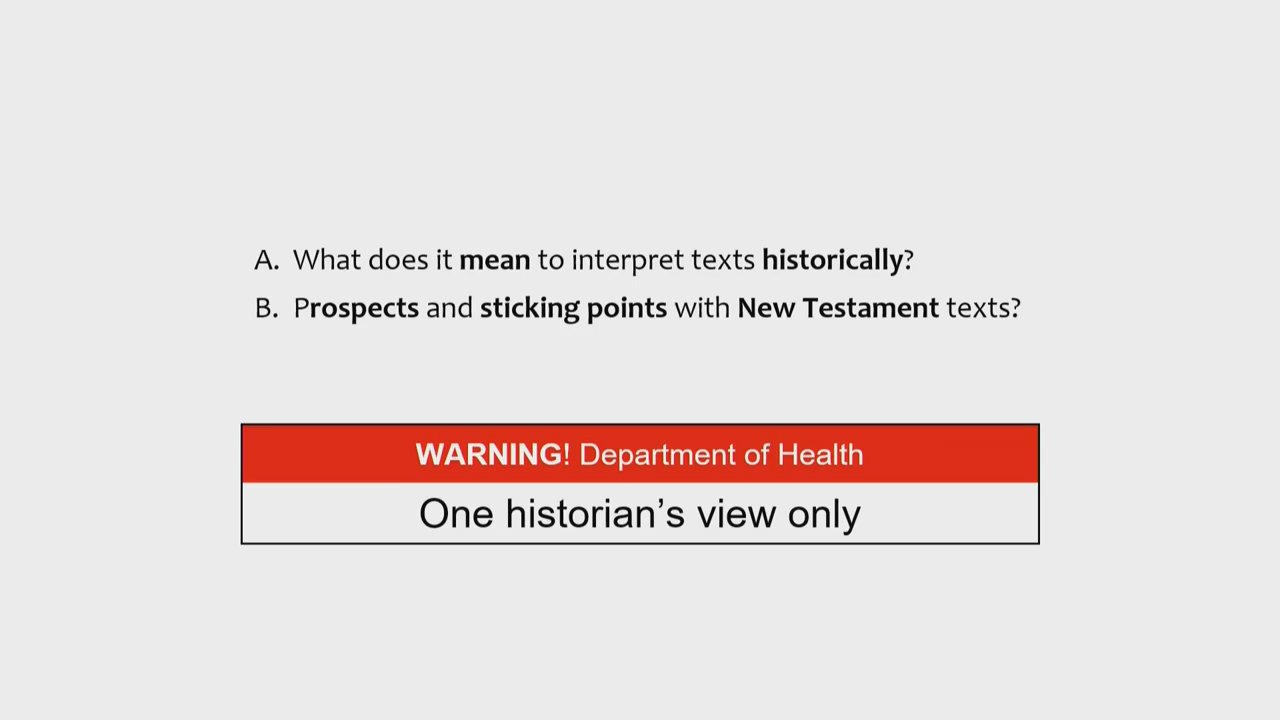 A. What does it mean to interpret texts historically?
B. Prospects and sticking points with New Testament texts?
WARNING! Department of Health
One historian’s view only